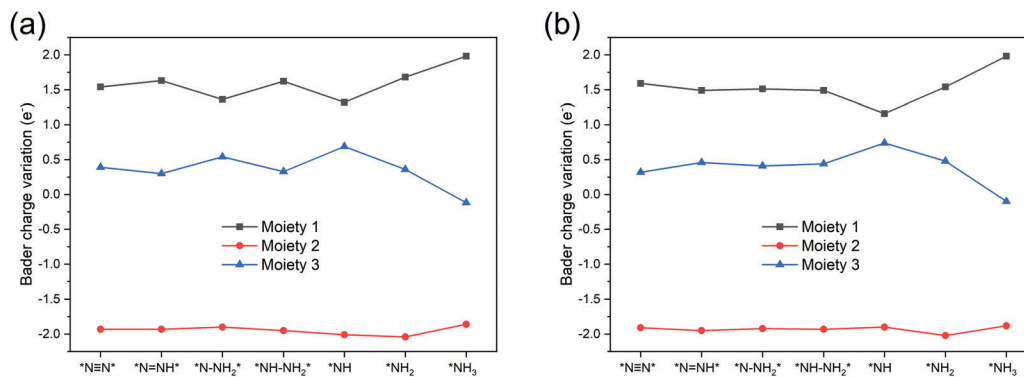 (a)
Bader charge variation (e⁻)
2.0
1.5
1.0
0.5
0.0
-0.5
-1.0
-1.5
-2.0
Moiety 1
Moiety 2
Moiety 3
*N≡N* *N=NH* *N-NH₂* *NH-NH₂* *NH *NH₂ *NH₃
(b)
Bader charge variation (e⁻)
2.0
1.5
1.0
0.5
0.0
-0.5
-1.0
-1.5
-2.0
Moiety 1
Moiety 2
Moiety 3
*N≡N* *N=NH* *N-NH₂* *NH-NH₂* *NH *NH₂ *NH₃